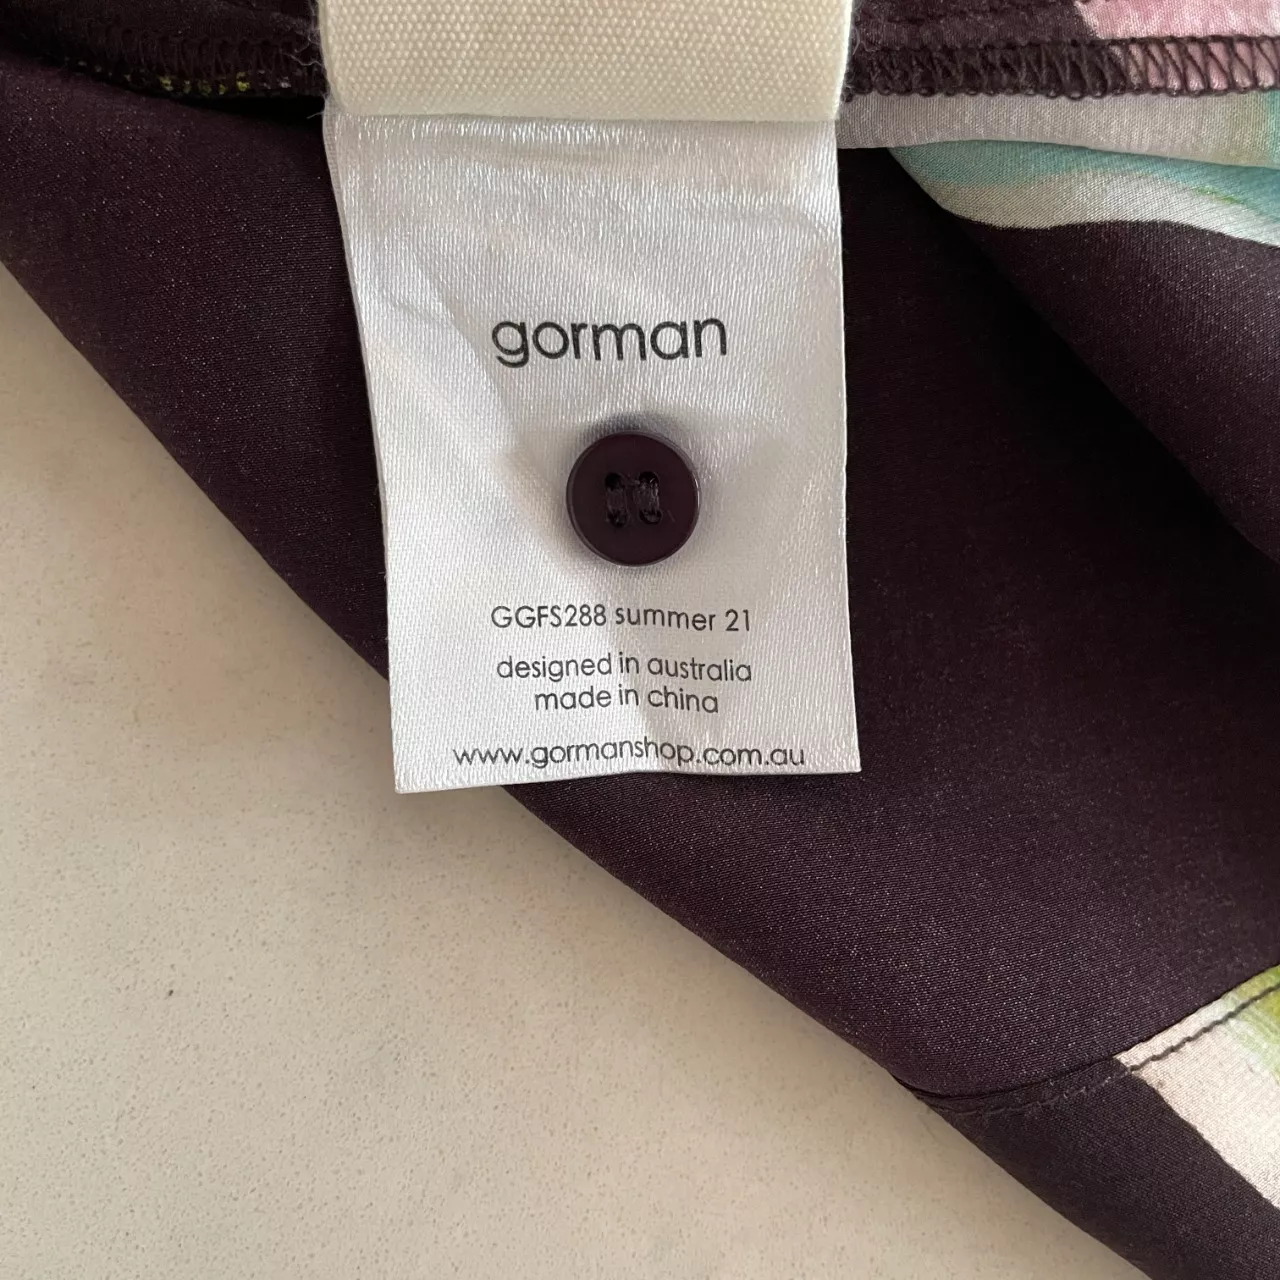 gorman
GGFS288 summer 21
designed in australia
made in china
www.gormanshop.com.au